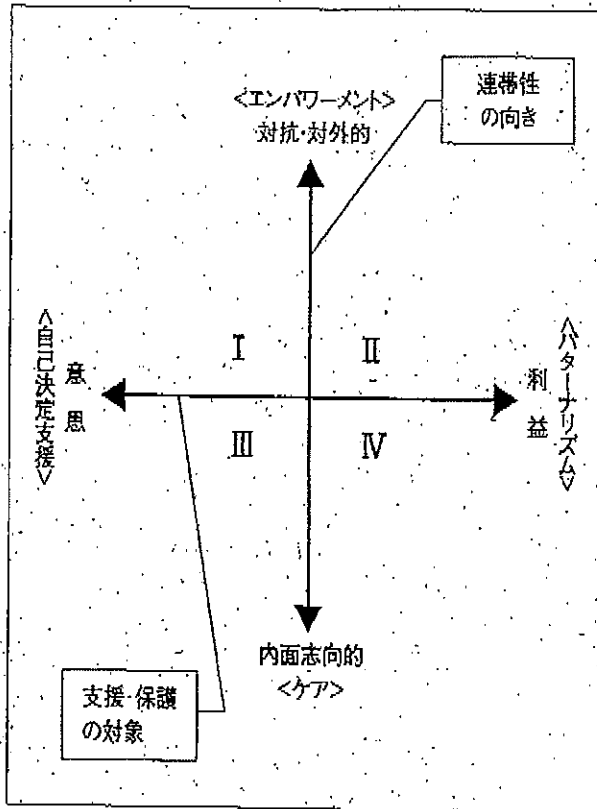 <エンパワーメント>
対抗・対外的
連帯性
の向き
<自己決定支援>
意思
Ⅰ
Ⅱ
利益
<パターナリズム>
Ⅲ
Ⅳ
内面志向的
<ケア>
支援・保護
の対象